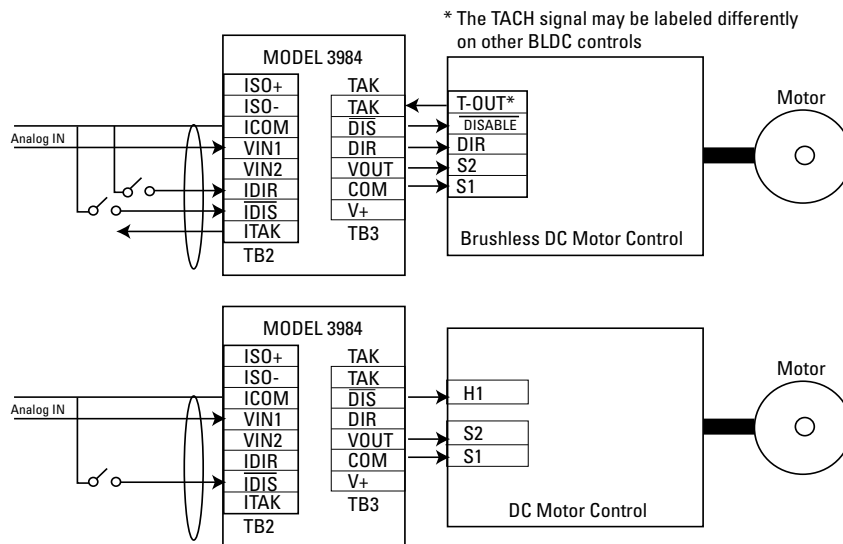 * The TACH signal may be labeled differently
on other BLDC controls
MODEL 3984
ISO+
ISO-
ICOM
VIN1
VIN2
IDIR
IDIS
ITAK
TB2
TAK
TAK
DIS
DIR
VOUT
COM
V+
TB3
Analog IN
T-OUT*
DISABLE
DIR
S2
S1
Brushless DC Motor Control
Motor
MODEL 3984
ISO+
ISO-
ICOM
VIN1
VIN2
IDIR
IDIS
ITAK
TB2
TAK
TAK
DIS
DIR
VOUT
COM
V+
TB3
Analog IN
H1
S2
S1
DC Motor Control
Motor